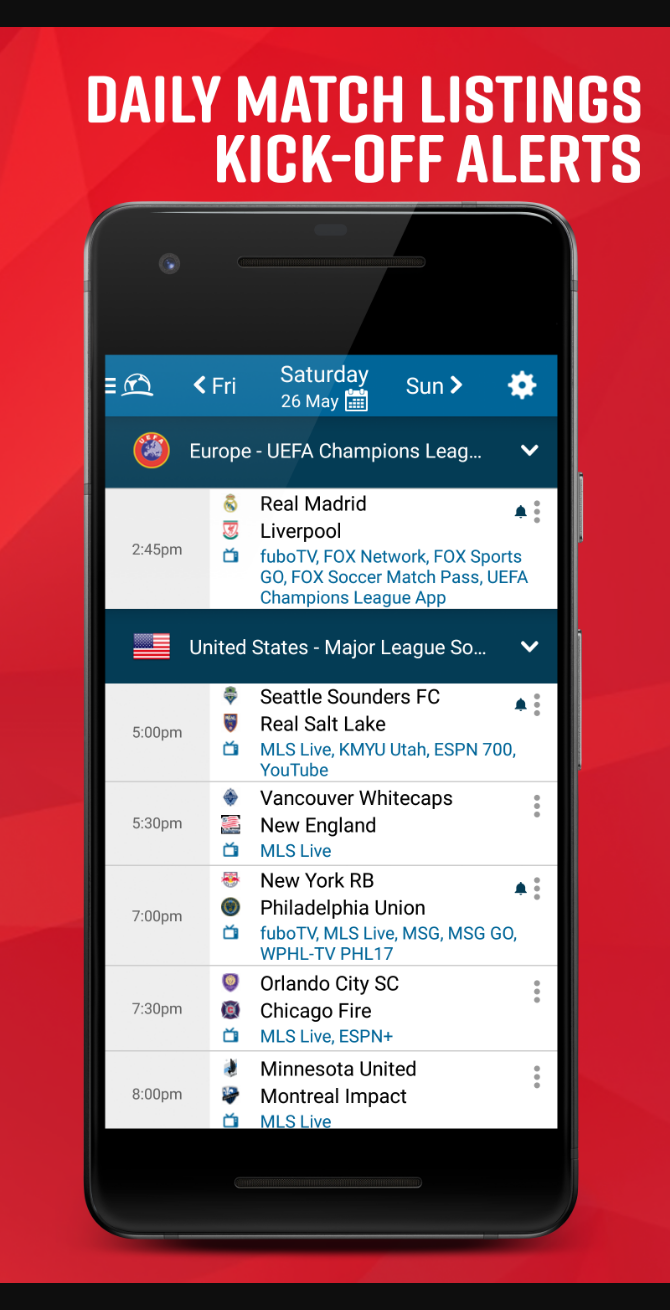 DAILY MATCH LISTINGS
KICK-OFF ALERTS
Fri
Saturday
26 May
Sun
UEFA
Europe - UEFA Champions Leag...
2:45pm
Real Madrid
Liverpool
fuboTV, FOX Network, FOX Sports
GO, FOX Soccer Match Pass, UEFA
Champions League App
United States - Major League So...
5:00pm
Seattle Sounders FC
Real Salt Lake
MLS Live, KMYU Utah, ESPN 700,
YouTube
5:30pm
Vancouver Whitecaps
New England
MLS Live
7:00pm
New York RB
Philadelphia Union
fuboTV, MLS Live, MSG, MSG GO,
WPHL-TV PHL17
7:30pm
Orlando City SC
Chicago Fire
MLS Live, ESPN+
8:00pm
Minnesota United
Montreal Impact
MLS Live